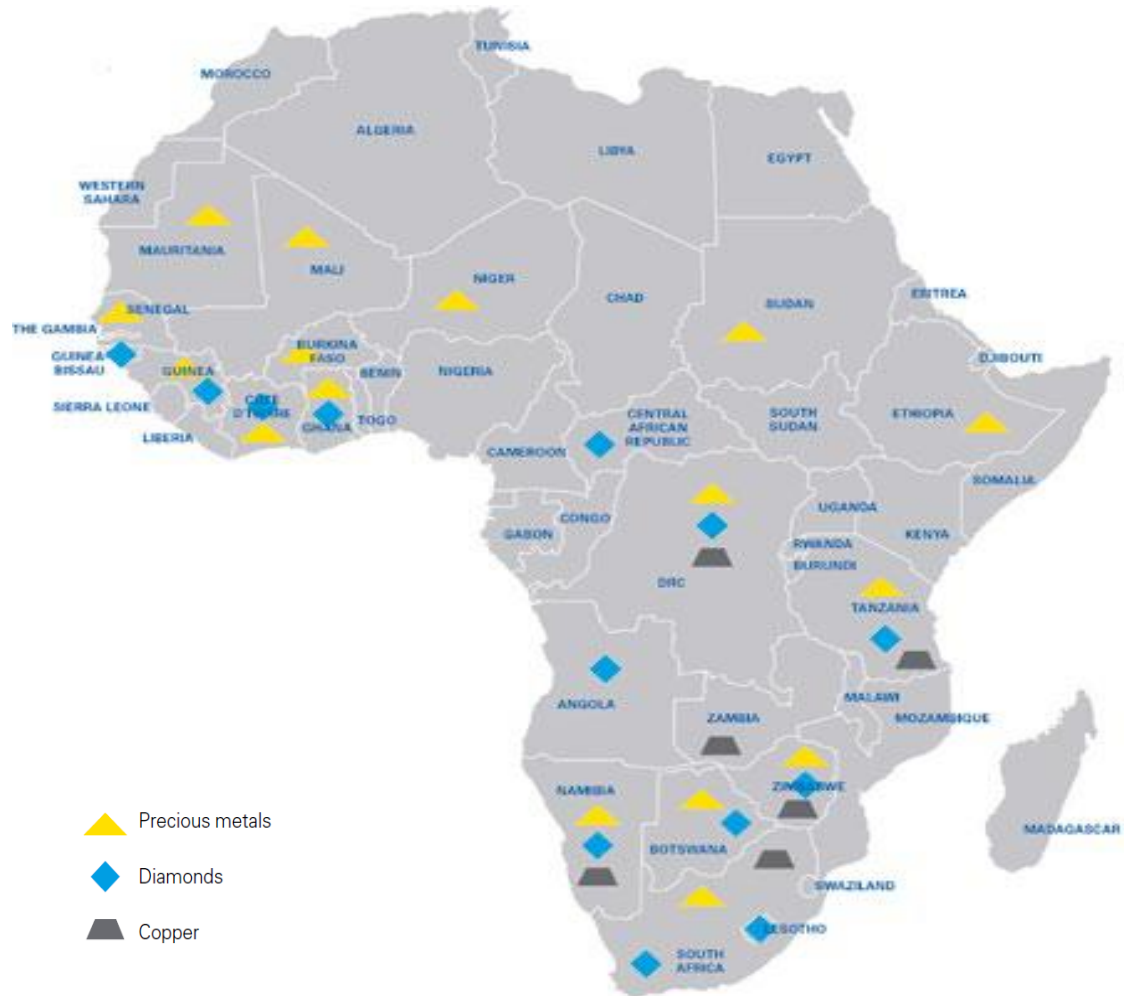 TUNISIA
MOROCCO
ALGERIA
LIBYA
EGYPT
WESTERN
SAHARA
MAURITANIA
MALI
NIGER
CHAD
SUDAN
ERITREA
SENEGAL
THE GAMBIA
GUINEA
BISSAU
GUINEA
BURKINA
FASO
BENIN
NIGERIA
DJIBOUTI
SIERRA LEONE
LIBERIA
COTE
D'IVOIRE
GHANA
TOGO
CAMEROON
CENTRAL
AFRICAN
REPUBLIC
SOUTH
SUDAN
ETHIOPIA
SOMALIA
GABON
CONGO
UGANDA
KENYA
RWANDA
BURUNDI
DRC
TANZANIA
ANGOLA
ZAMBIA
MALAWI
MOZAMBIQUE
NAMIBIA
ZIMBABWE
BOTSWANA
MADAGASCAR
SWAZILAND
LESOTHO
SOUTH
AFRICA
Precious metals
Diamonds
Copper